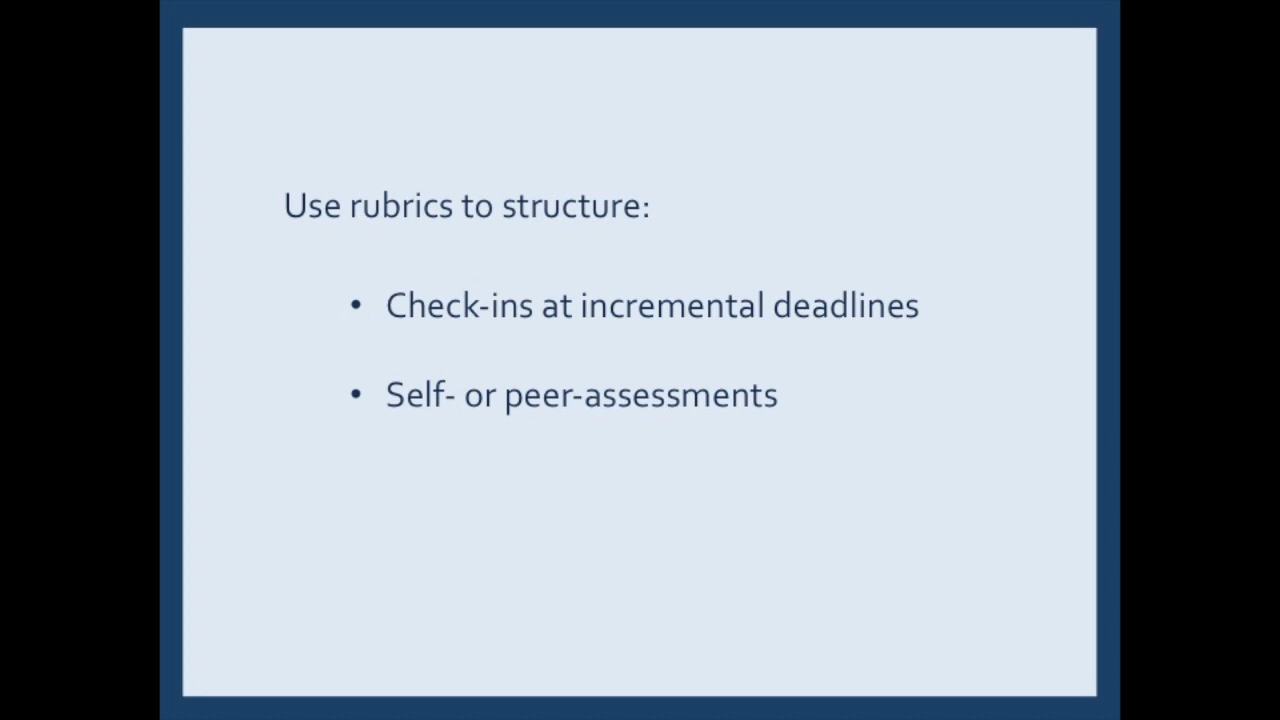 Use rubrics to structure:
• Check-ins at incremental deadlines
• Self- or peer-assessments